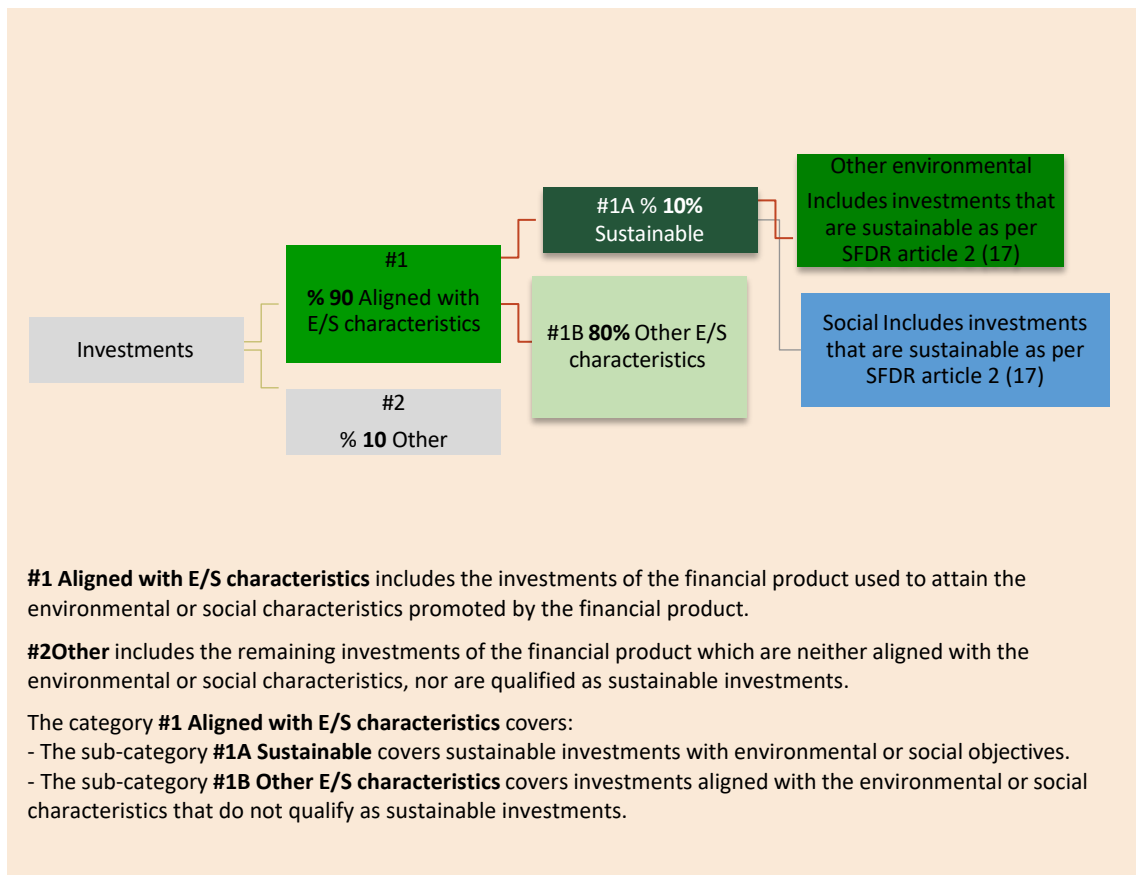 Investments
#1
% 90 Aligned with
E/S characteristics
#2
% 10 Other
#1A % 10%
Sustainable
#1B 80% Other E/S
characteristics
Other environmental
Includes investments that
are sustainable as per
SFDR article 2 (17)
Social Includes investments
that are sustainable as per
SFDR article 2 (17)
#1 Aligned with E/S characteristics includes the investments of the financial product used to attain the
environmental or social characteristics promoted by the financial product.
#2Other includes the remaining investments of the financial product which are neither aligned with the
environmental or social characteristics, nor are qualified as sustainable investments.
The category #1 Aligned with E/S characteristics covers:
- The sub-category #1A Sustainable covers sustainable investments with environmental or social objectives.
- The sub-category #1B Other E/S characteristics covers investments aligned with the environmental or social
characteristics that do not qualify as sustainable investments.